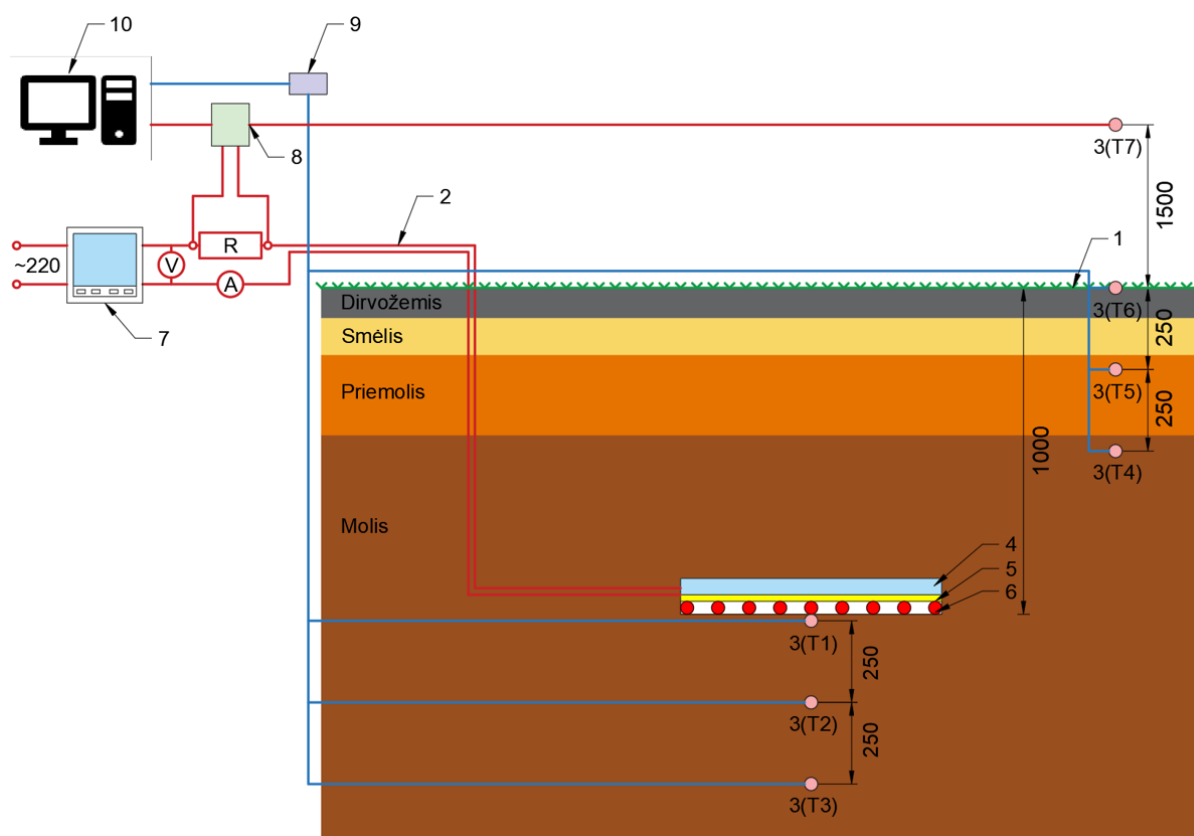 10
9
8
3(T7)
1500
2
R
V
~220
A
1
7
Dirvožemis
3(T6)
250
Smėlis
3(T5)
Priemolis
250
1000
3(T4)
Molis
4
5
6
3(T1)
250
3(T2)
250
3(T3)